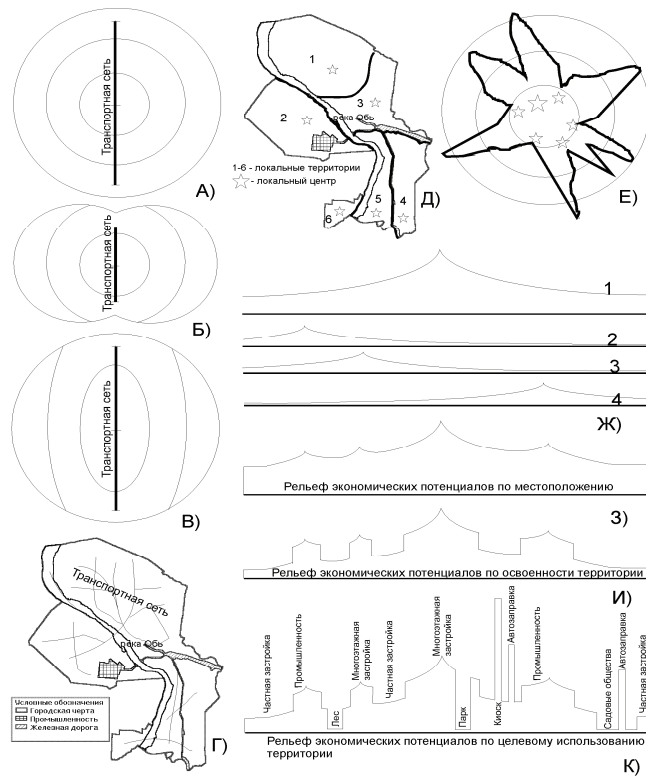 Транспортная сеть
А)
Транспортная сеть
Б)
Транспортная сеть
В)
Транспортная сеть
река Обь
Условные обозначения
Городская черта
Промышленность
Железная дорога
Г)
1
2
3
река Обь
1-6 - локальные территории
- локальный центр
6
5
4
Д)
Е)
1
2
3
4
Ж)
Рельеф экономических потенциалов по местоположению
З)
Рельеф экономических потенциалов по освоенности территории
И)
Частная застройка
Промышленность
Лес
Многоэтажная
застройка
Частная застройка
Многоэтажная
застройка
Парк
Киоск
Автозаправка
Промышленность
Садовые общества
Автозаправка
Частная застройка
Рельеф экономических потенциалов по целевому использованию
территории
К)